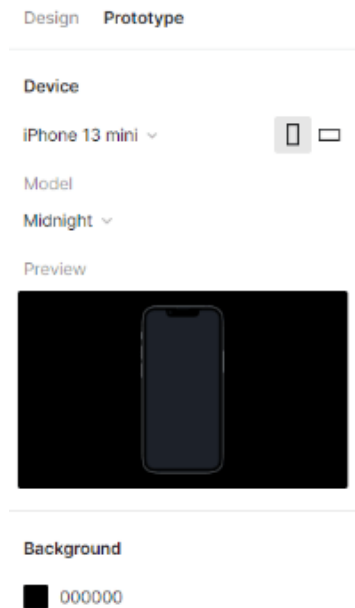 Design Prototype
Device
iPhone 13 mini
Model
Midnight
Preview
Background
000000